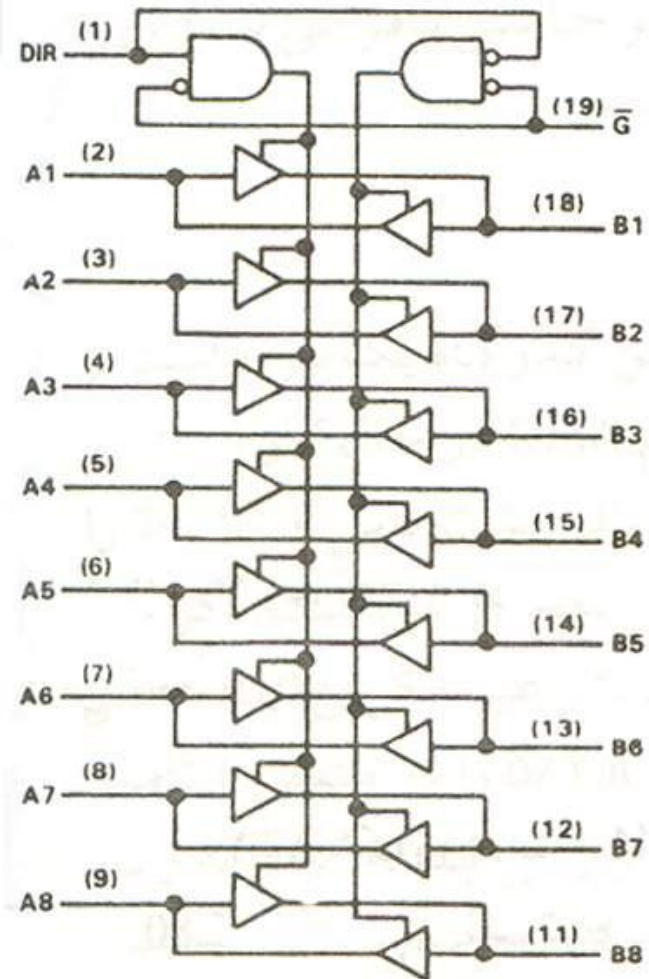 DIR (1)
(19) G̅
A1 (2)
(18) B1
A2 (3)
(17) B2
A3 (4)
(16) B3
A4 (5)
(15) B4
A5 (6)
(14) B5
A6 (7)
(13) B6
A7 (8)
(12) B7
A8 (9)
(11) B8